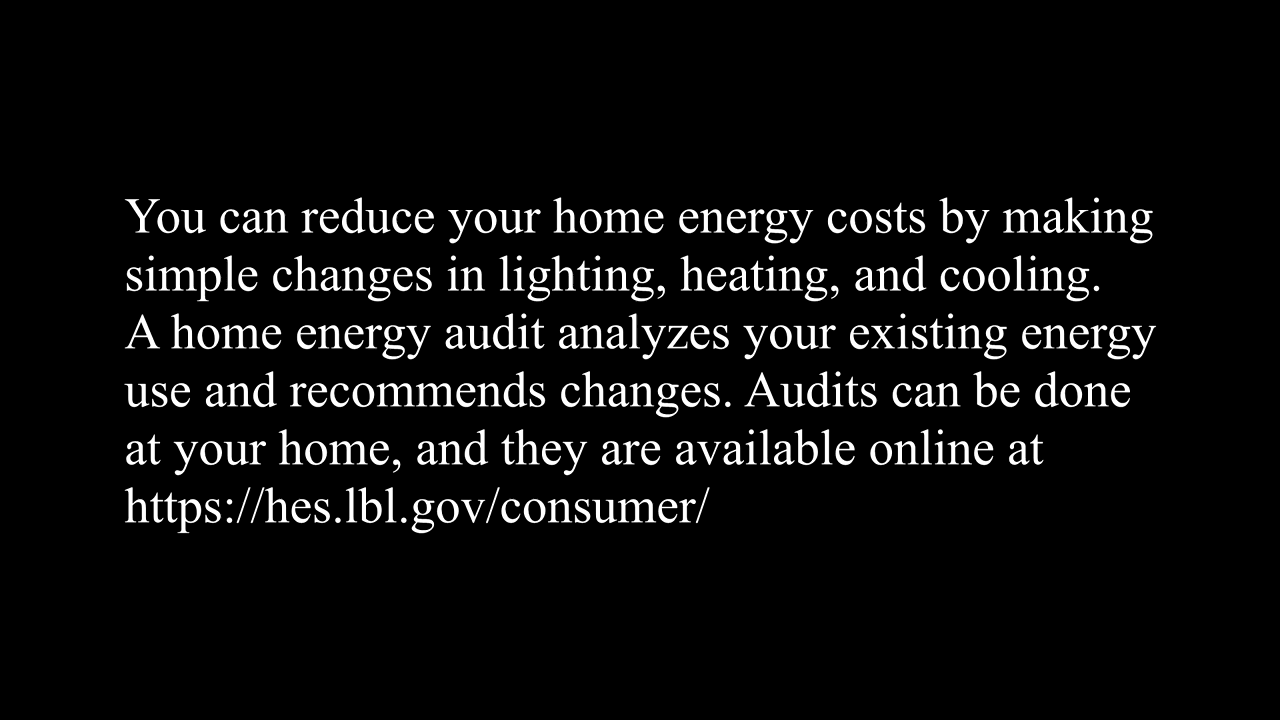 You can reduce your home energy costs by making
simple changes in lighting, heating, and cooling.
A home energy audit analyzes your existing energy
use and recommends changes. Audits can be done
at your home, and they are available online at
https://hes.lbl.gov/consumer/